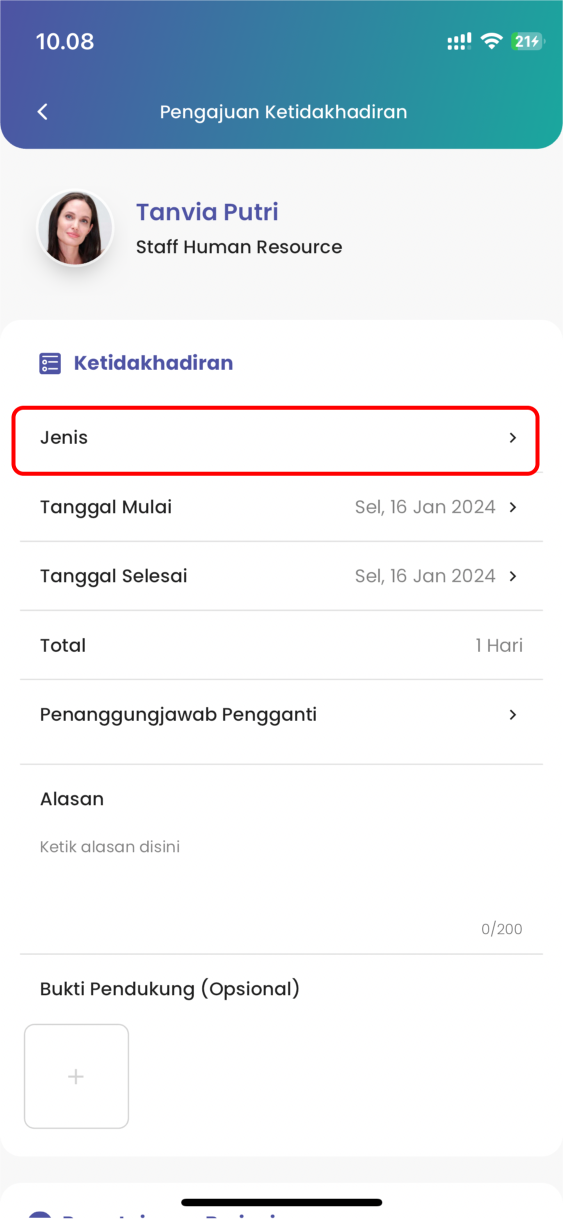 10.08
21
Pengajuan Ketidakhadiran
Tanvia Putri
Staff Human Resource
Ketidakhadiran
Jenis
Tanggal Mulai Sel, 16 Jan 2024
Tanggal Selesai Sel, 16 Jan 2024
Total 1 Hari
Penanggungjawab Pengganti
Alasan
Ketik alasan disini
0/200
Bukti Pendukung (Opsional)